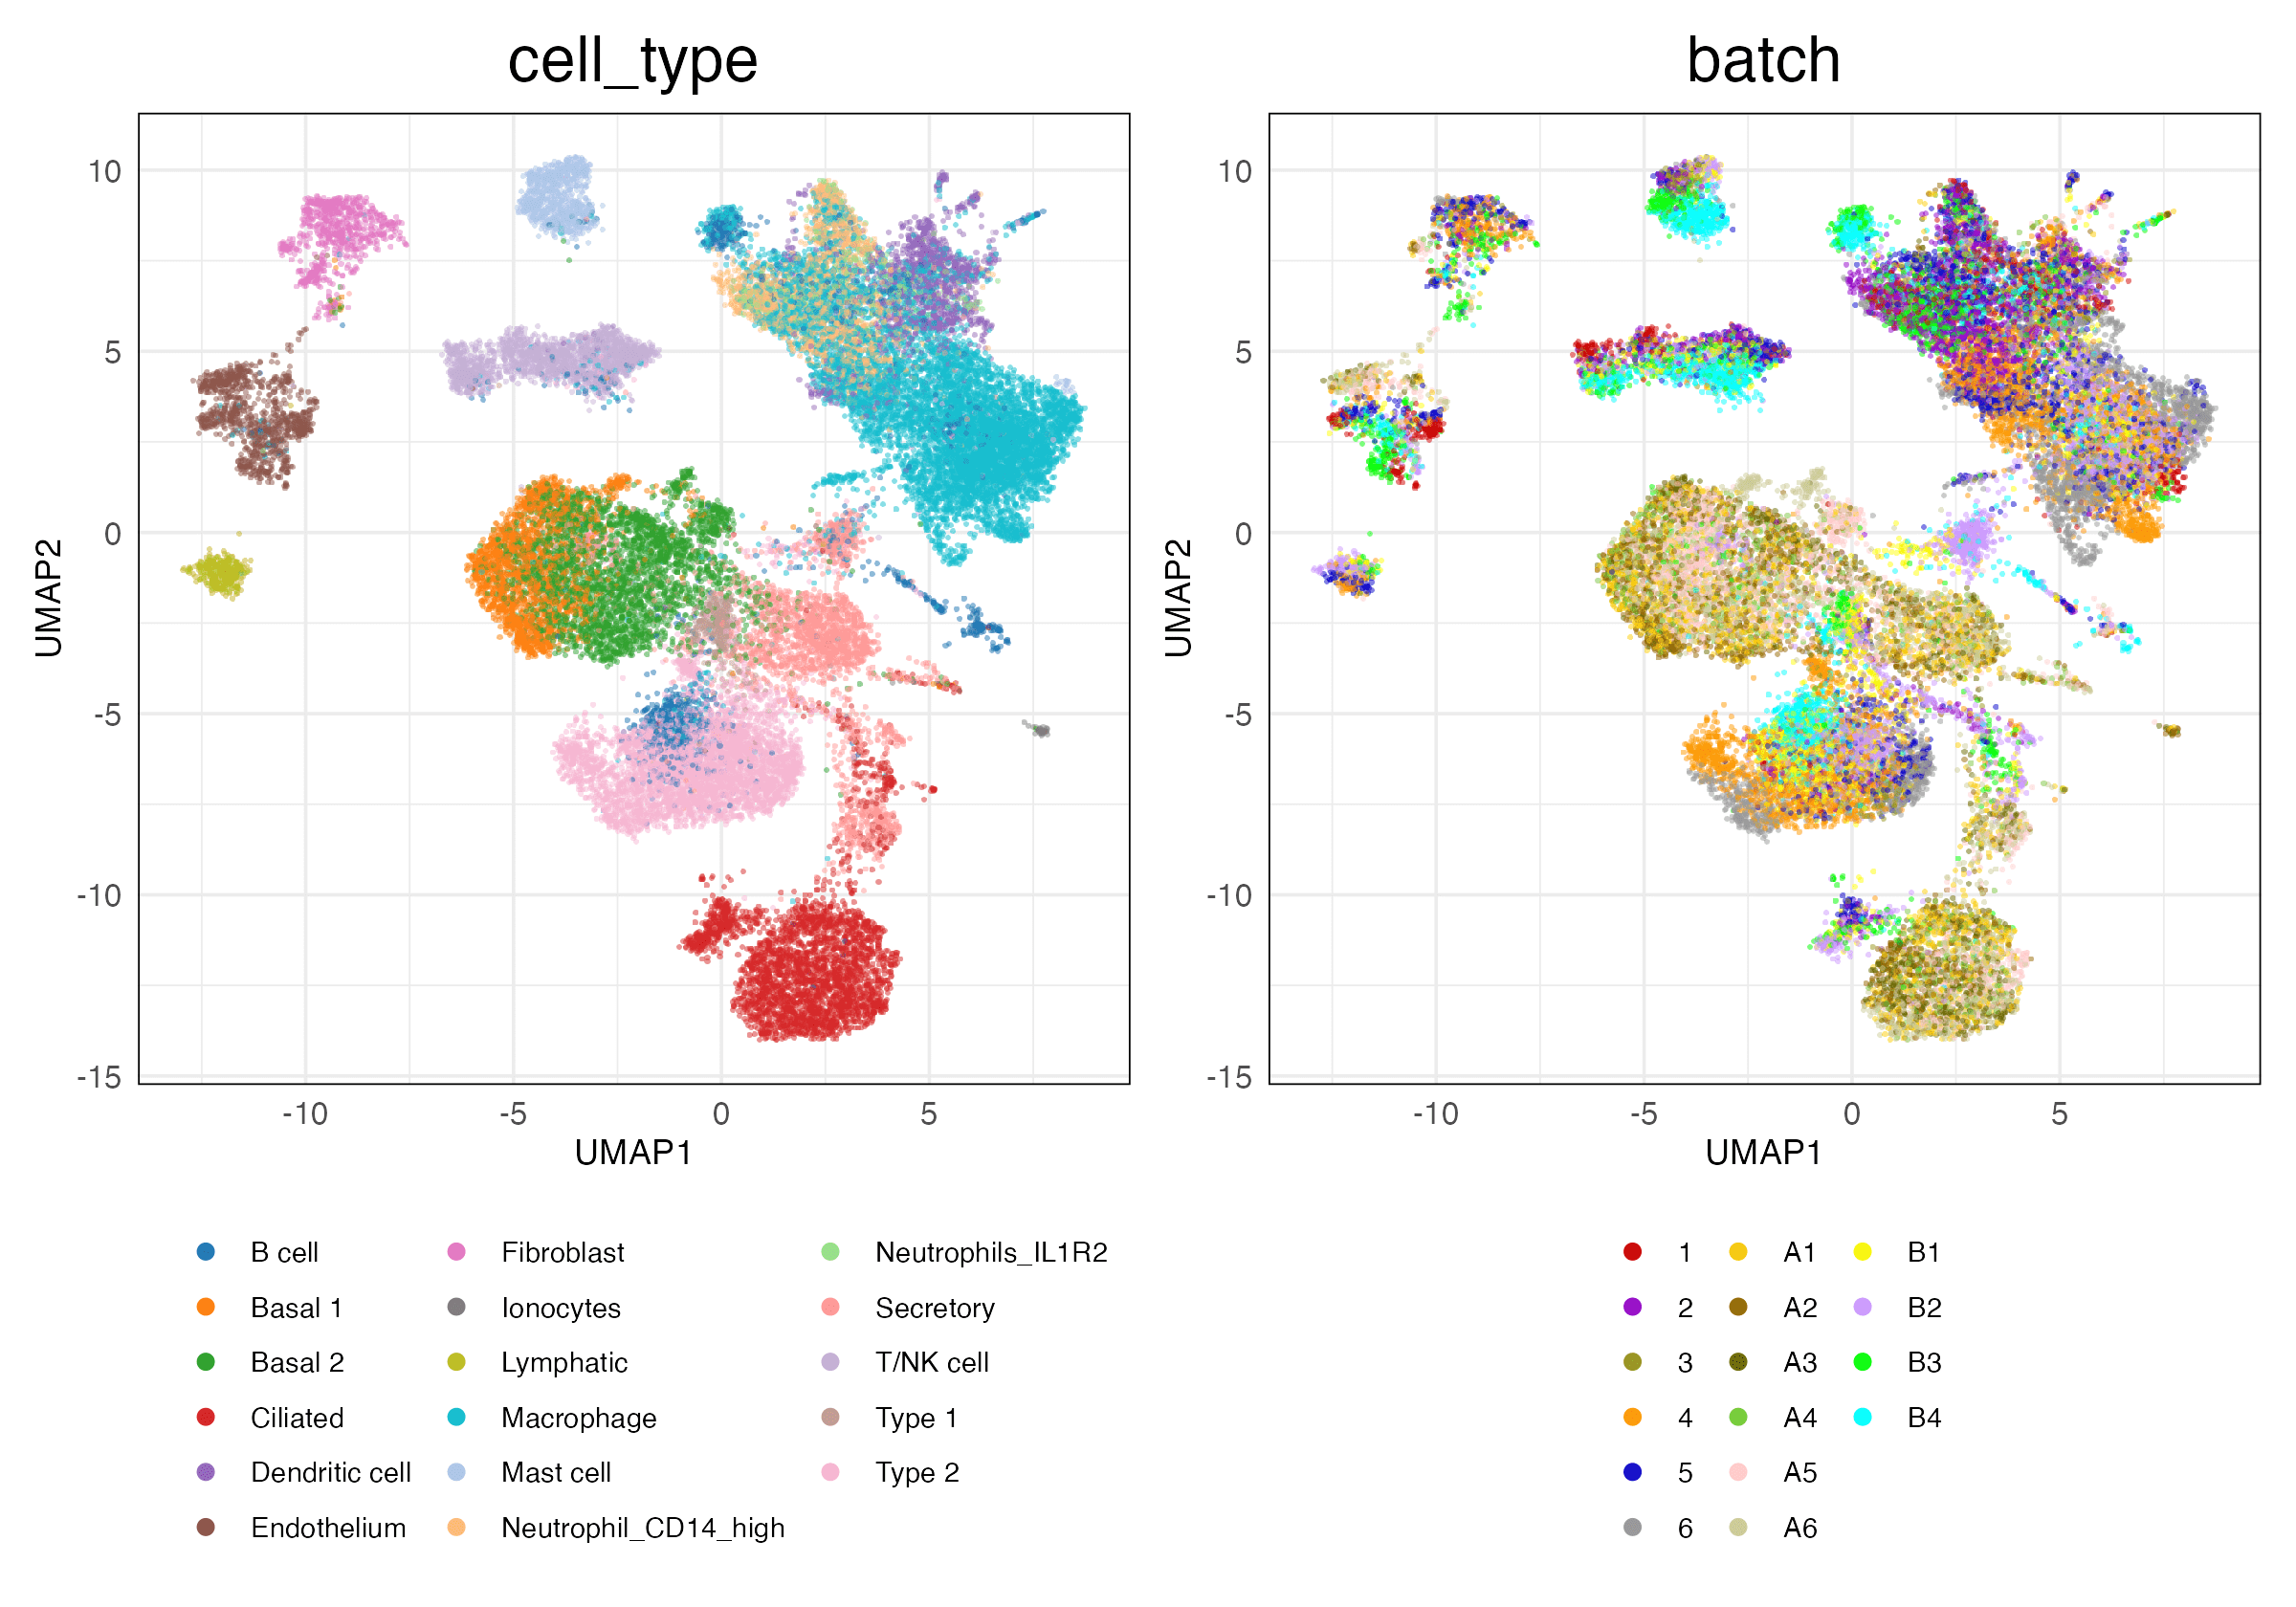 cell_type
batch
10
5
0
-5
-10
-15
UMAP2
-10
-5
0
5
UMAP1
10
5
0
-5
-10
-15
UMAP2
-10
-5
0
5
UMAP1
B cell
Basal 1
Basal 2
Ciliated
Dendritic cell
Endothelium
Fibroblast
Ionocytes
Lymphatic
Macrophage
Mast cell
Neutrophil_CD14_high
Neutrophils_IL1R2
Secretory
T/NK cell
Type 1
Type 2
1
2
3
4
5
6
A1
A2
A3
A4
A5
A6
B1
B2
B3
B4